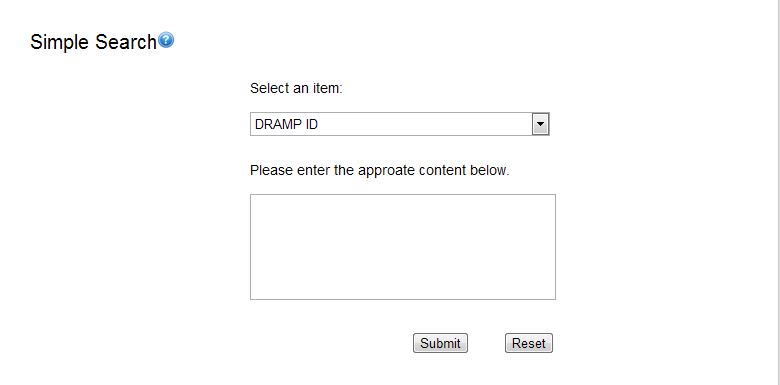 Simple Search
Select an item:
DRAMP ID
Please enter the approate content below.
Submit Reset